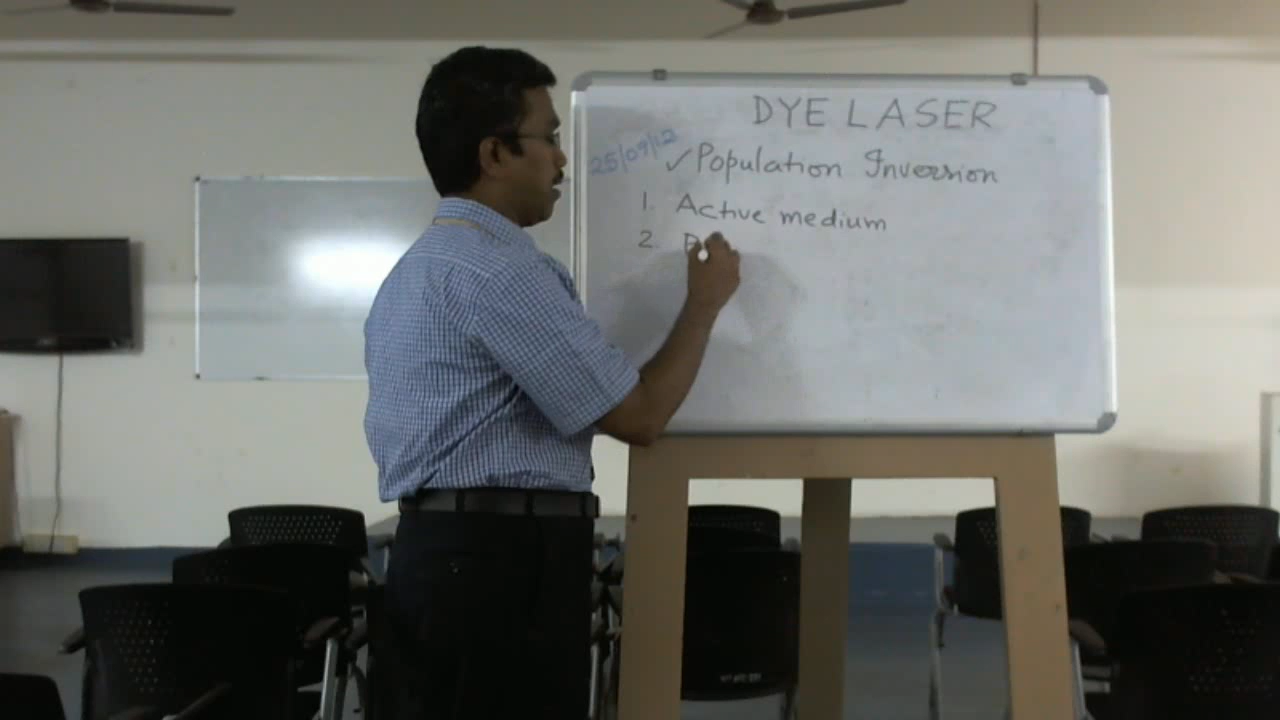 DYE LASER
25/09/12
✓ Population Inversion
1. Active medium
2. P